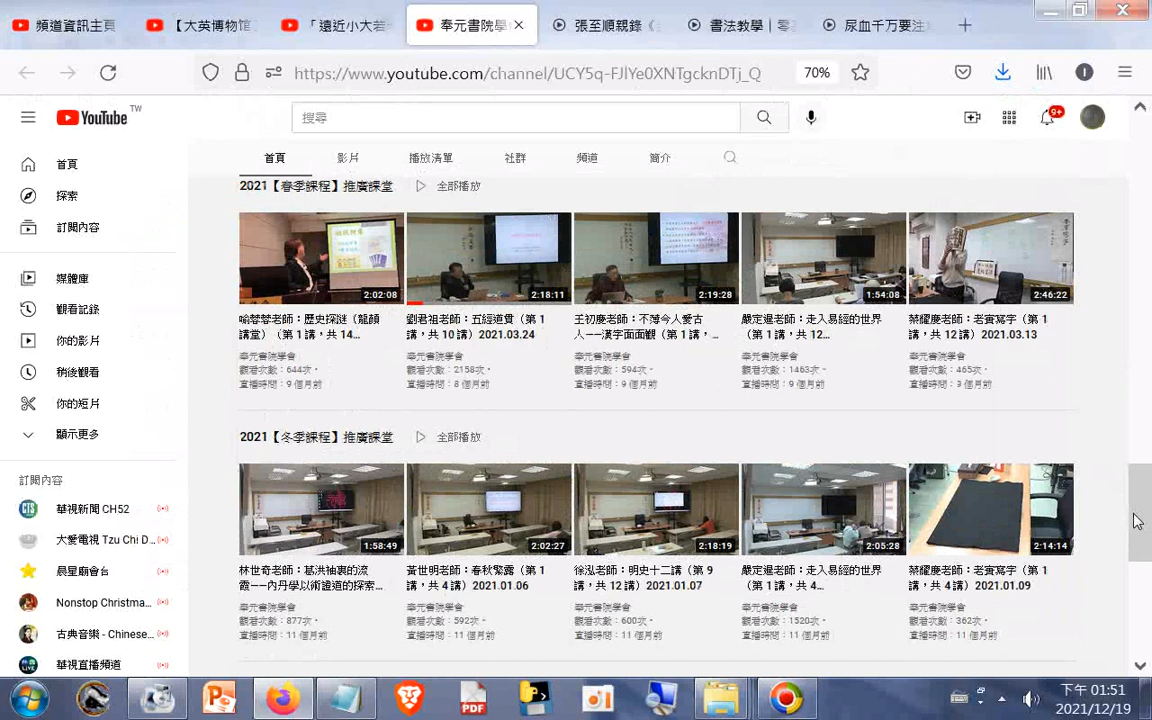 頻道資訊主頁
【大英博物館
「遠近小大若
奉元書院學
張至順親錄《
書法教學｜零
尿血千万要注
https://www.youtube.com/channel/UCY5q-FJlYe0XNTgcknDTj_Q
70%
YouTube TW
搜尋
9+
首頁
影片
播放清單
社群
頻道
簡介
首頁
探索
訂閱內容
媒體庫
觀看記錄
你的影片
稍後觀看
你的短片
顯示更多
訂閱內容
華視新聞 CH52
大愛電視 Tzu Chi D...
晨星廟會台
Nonstop Christma...
古典音樂 - Chinese...
華視直播頻道
2021【春季課程】推廣課堂
全部播放
2:02:08
2:18:11
2:19:28
1:54:08
2:46:22
老師：歷史探謎（龍顏
講堂）（第 1 講，共 14...
奉元書院學會
觀看次數：644次・
直播時間：9 個月前
劉君祖老師：五經道貫（第 1
講，共 10 講）2021.03.24
奉元書院學會
觀看次數：2158次・
直播時間：8 個月前
王初慶老師：不薄今人愛古
人——漢字面面觀（第 1 講，...
奉元書院學會
觀看次數：594次・
直播時間：9 個月前
嚴定暹老師：走入易經的世界
（第 1 講，共 12...
奉元書院學會
觀看次數：1463次・
直播時間：9 個月前
蔡耀慶老師：老實寫字（第 1
講，共 12 講）2021.03.13
奉元書院學會
觀看次數：465次・
直播時間：9 個月前
2021【冬季課程】推廣課堂
全部播放
1:58:49
2:02:27
2:18:19
2:05:28
2:14:14
林世奇老師：葛洪袖裏的流
霞——內丹學以術證道的探索...
奉元書院學會
觀看次數：877次・
直播時間：11 個月前
黃世明老師：春秋繁露（第 1
講，共 4 講）2021.01.06
奉元書院學會
觀看次數：592次・
直播時間：11 個月前
徐泓老師：明史十二講（第 9
講，共 12 講）2021.01.07
奉元書院學會
觀看次數：600次・
直播時間：11 個月前
嚴定暹老師：走入易經的世界
（第 1 講，共 4...
奉元書院學會
觀看次數：1520次・
直播時間：11 個月前
蔡耀慶老師：老實寫字（第 1
講，共 4 講）2021.01.09
奉元書院學會
觀看次數：362次・
直播時間：11 個月前
下午 01:51
2021/12/19